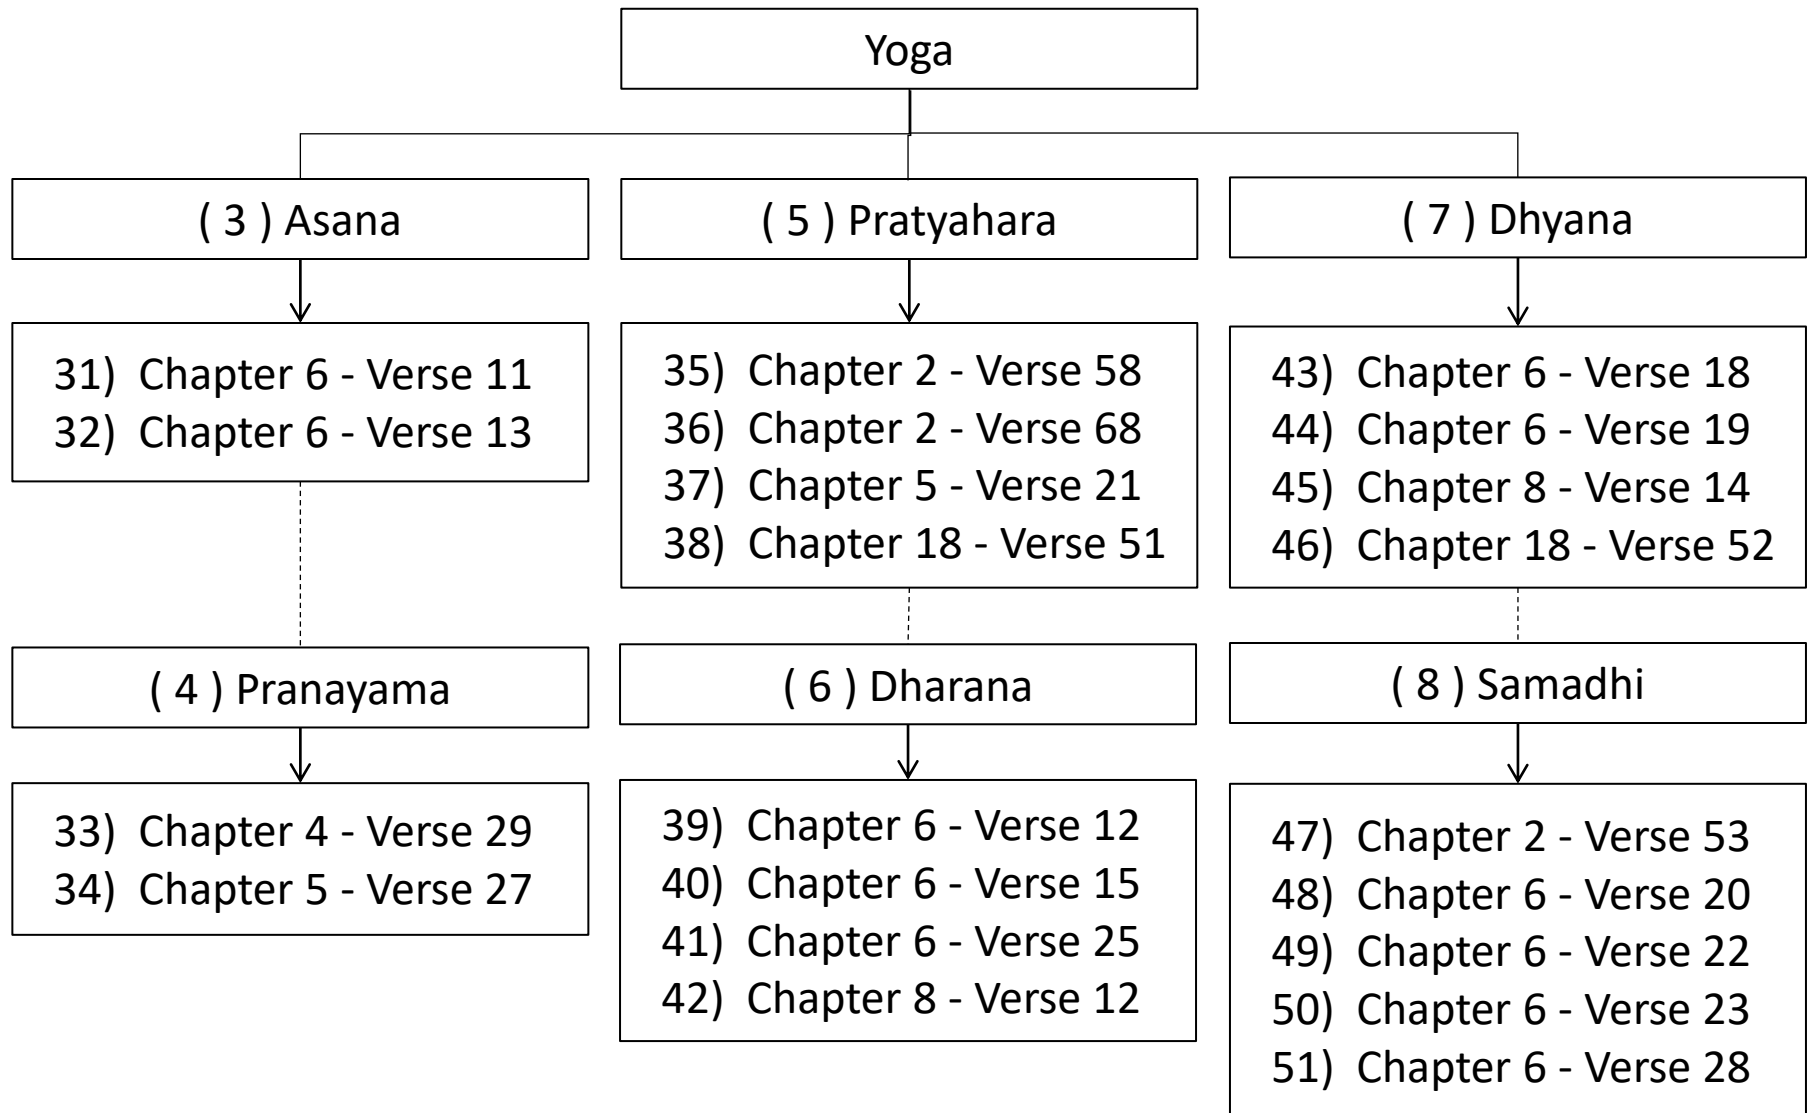 Yoga
( 3 ) Asana
31) Chapter 6 - Verse 11
32) Chapter 6 - Verse 13
( 4 ) Pranayama
33) Chapter 4 - Verse 29
34) Chapter 5 - Verse 27
( 5 ) Pratyahara
35) Chapter 2 - Verse 58
36) Chapter 2 - Verse 68
37) Chapter 5 - Verse 21
38) Chapter 18 - Verse 51
( 6 ) Dharana
39) Chapter 6 - Verse 12
40) Chapter 6 - Verse 15
41) Chapter 6 - Verse 25
42) Chapter 8 - Verse 12
( 7 ) Dhyana
43) Chapter 6 - Verse 18
44) Chapter 6 - Verse 19
45) Chapter 8 - Verse 14
46) Chapter 18 - Verse 52
( 8 ) Samadhi
47) Chapter 2 - Verse 53
48) Chapter 6 - Verse 20
49) Chapter 6 - Verse 22
50) Chapter 6 - Verse 23
51) Chapter 6 - Verse 28